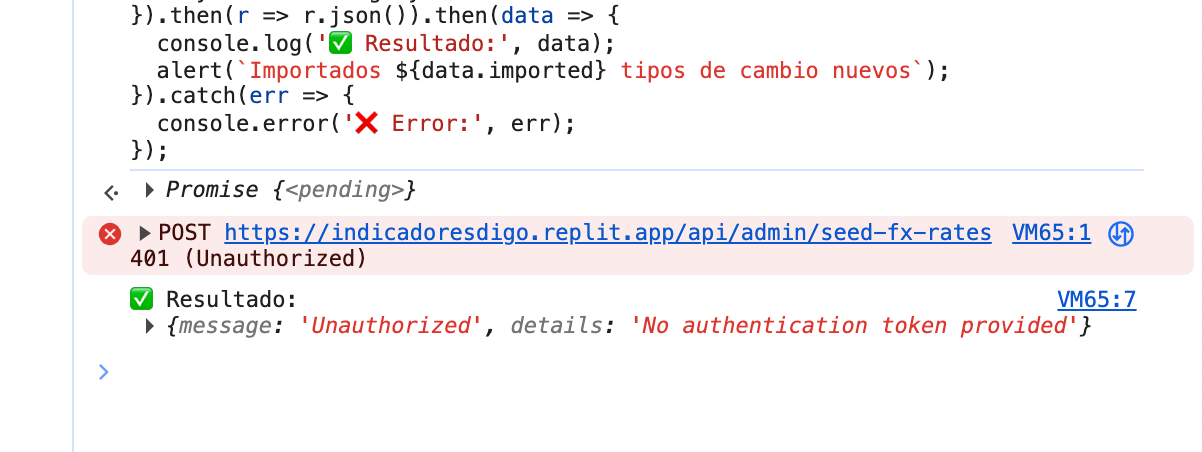 }).then(r => r.json()).then(data => {
console.log('✅ Resultado:', data);
alert(`Importados ${data.imported} tipos de cambio nuevos`);
}).catch(err => {
console.error('❌ Error:', err);
});
Promise {<pending>}
POST https://indicadoresdigo.replit.app/api/admin/seed-fx-rates VM65:1
401 (Unauthorized)
✅ Resultado: VM65:7
{message: 'Unauthorized', details: 'No authentication token provided'}